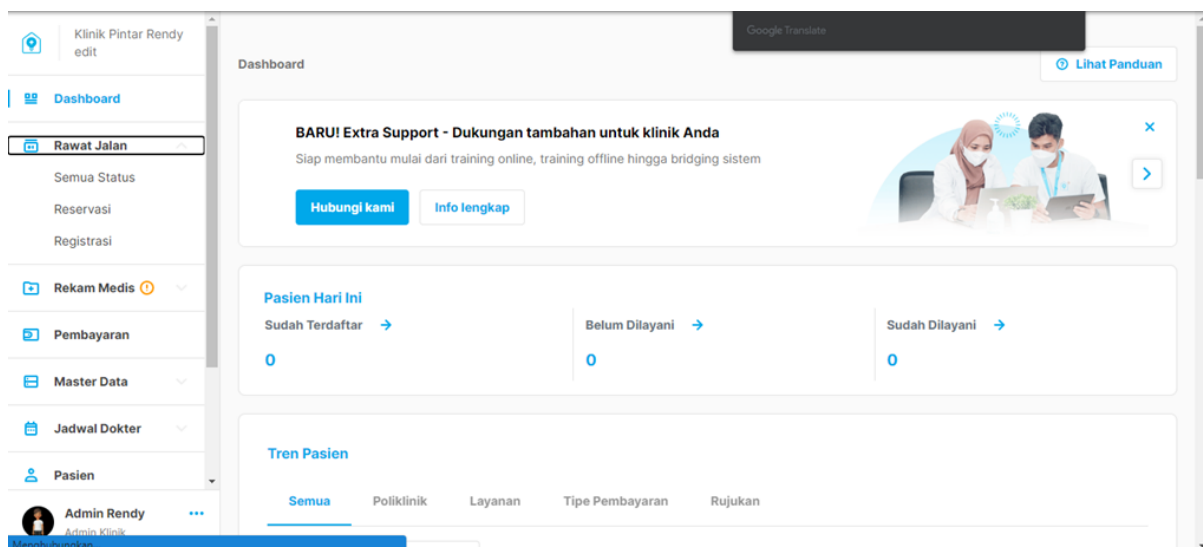 Klinik Pintar Rendy
edit
Dashboard
Rawat Jalan
Semua Status
Reservasi
Registrasi
Rekam Medis
Pembayaran
Master Data
Jadwal Dokter
Pasien
Admin Rendy
Admin Klinik
Menghubungkan
Google Translate
Dashboard
Lihat Panduan
BARU! Extra Support - Dukungan tambahan untuk klinik Anda
Siap membantu mulai dari training online, training offline hingga bridging sistem
Hubungi kami Info lengkap
Pasien Hari Ini
Sudah Terdaftar Belum Dilayani Sudah Dilayani
0 0 0
Tren Pasien
Semua Poliklinik Layanan Tipe Pembayaran Rujukan